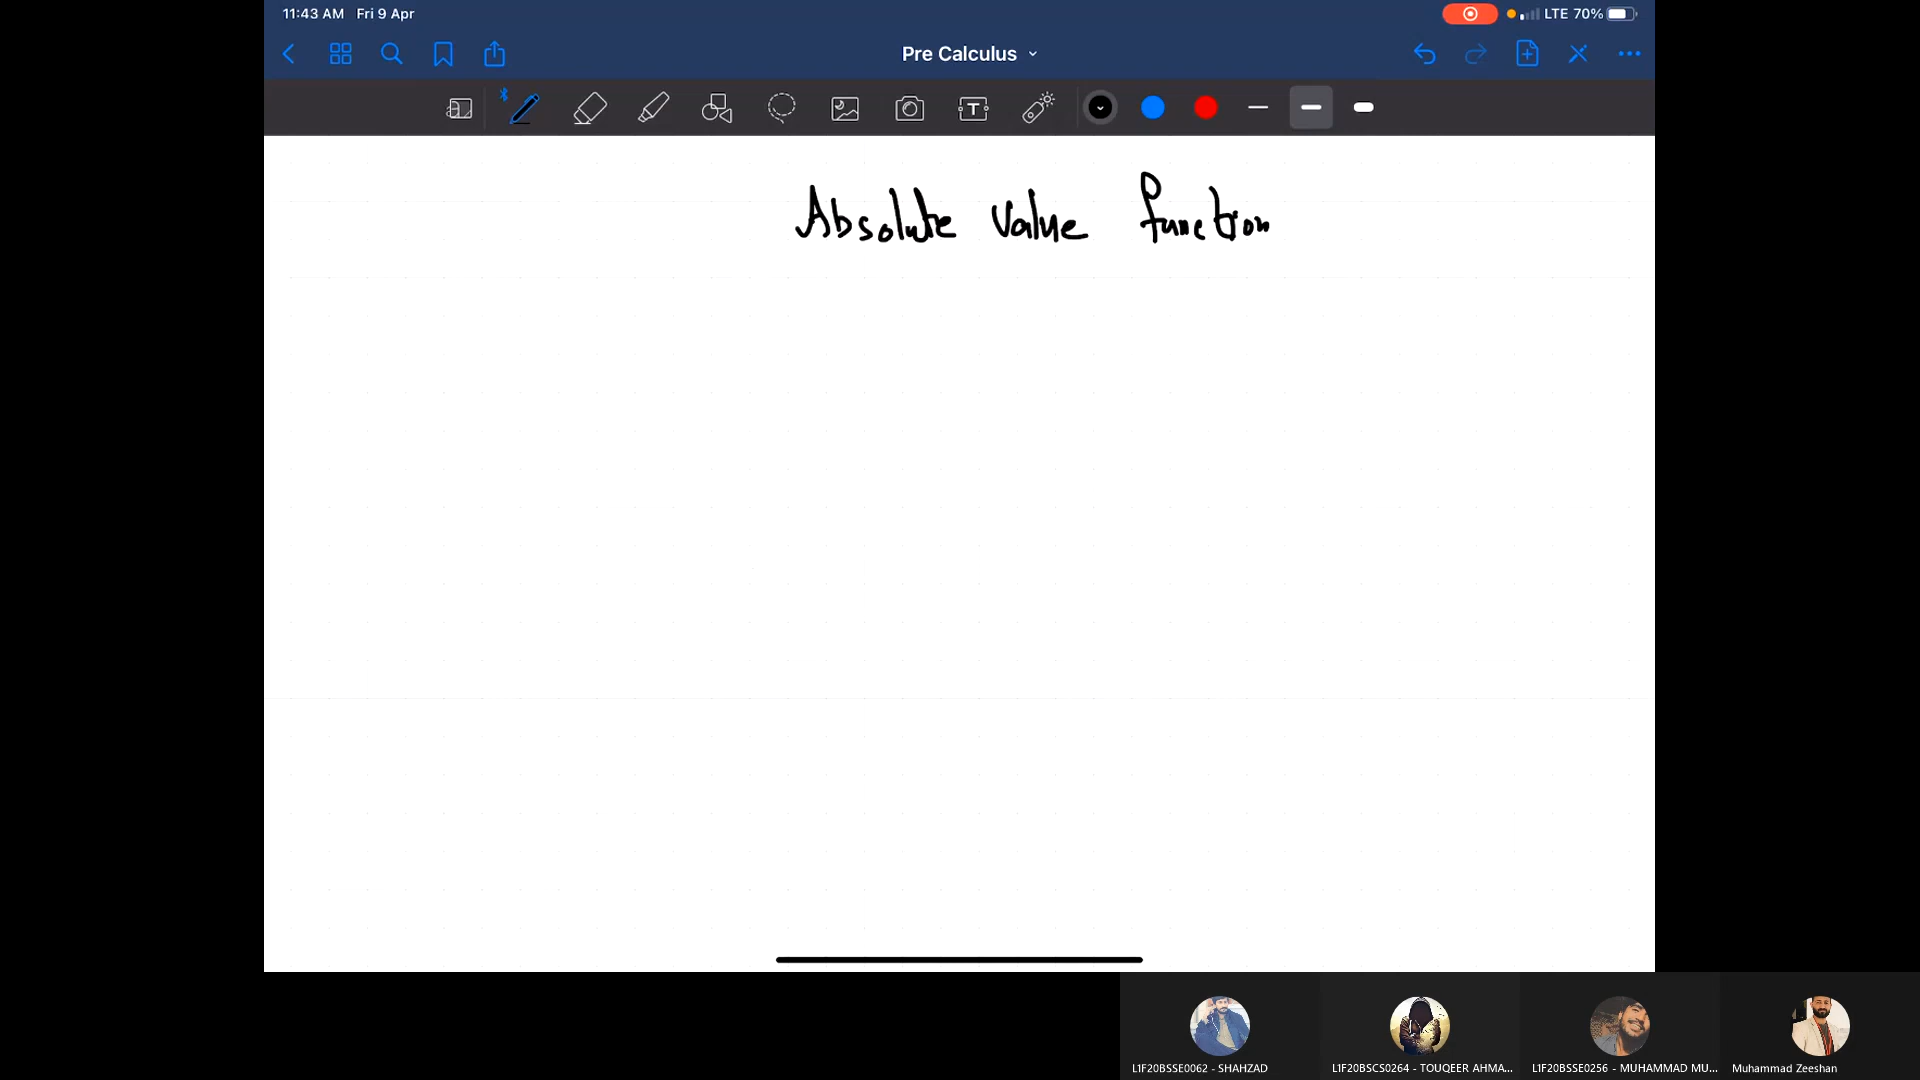 11:43 AM Fri 9 Apr
LTE 70%
Pre Calculus
T
Absolute value function
L1F20BSSE0062 - SHAHZAD
L1F20BSCS0264 - TOUQEER AHMA...
L1F20BSSE0256 - MUHAMMAD MU...
Muhammad Zeeshan